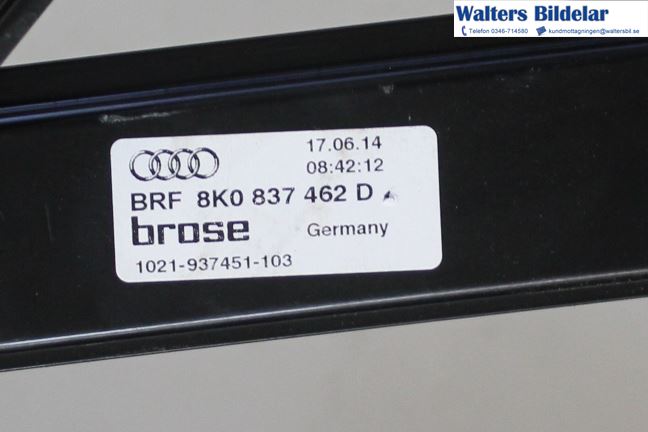 Walters Bildelar
Telefon 0346-714580 kundmottagningen@waltersbil.se
17.06.14
08:42:12
BRF 8K0 837 462 D
brose Germany
1021-937451-103